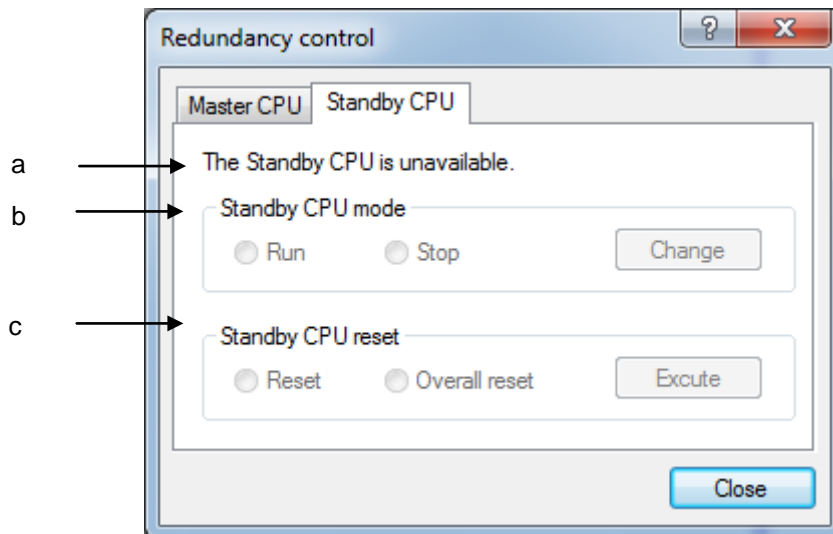 Redundancy control
Master CPU Standby CPU
a The Standby CPU is unavailable.
b Standby CPU mode
Run Stop Change
c Standby CPU reset
Reset Overall reset Excute
Close